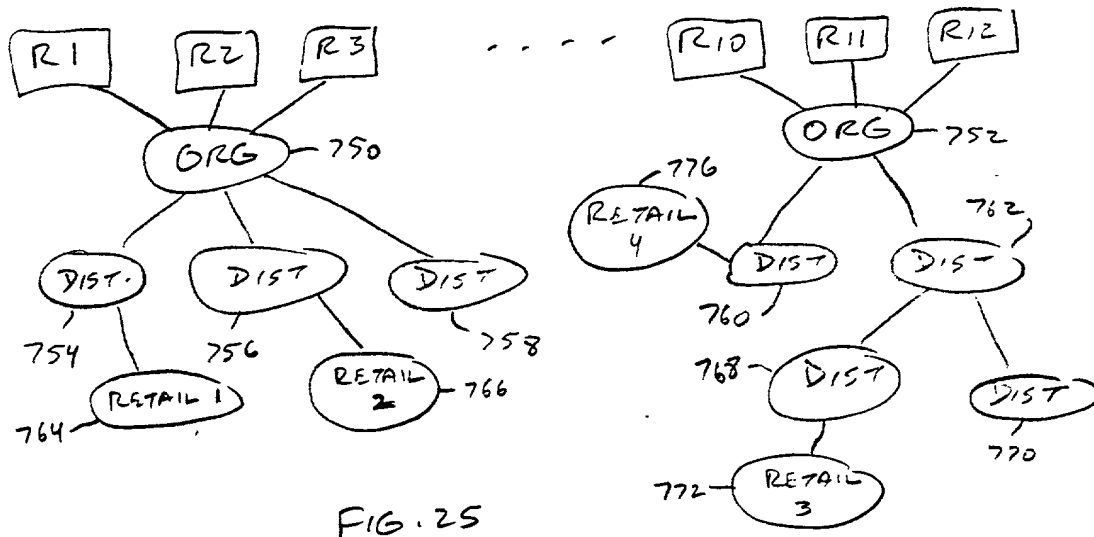 R1 R2 R3 . . . . R10 R11 R12
ORG 750
ORG 752
776
RETAIL
4
762
DIST. DIST DIST
DIST DIST
754 756 758
760
RETAIL 1
764
RETAIL
2
766
768 DIST
DIST
770
772
RETAIL
3
FIG. 25